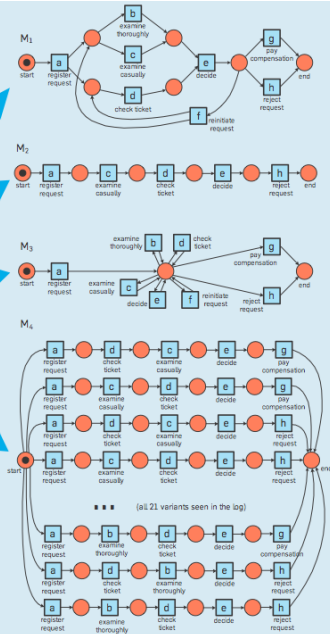 M1
b
examine
thoroughly
g
pay
compensation
a
c
e
start
register
request
examine
casually
decide
end
d
check ticket
h
reject
request
f
reinitiate
request
M2
a c d e h
start register examine check decide reject end
request casually ticket request
M3
examine
thoroughly
b d
check
ticket
g
pay
compensation
a
start
register
request
examine
casually
c
decide
e
f
reinitiate
request
h
reject
request
end
M4
a d c e g
register check examine decide pay
request ticket casually compensation
a c d e g
register examine check decide pay
request casually ticket compensation
a d c e h
register check examine decide reject
request ticket casually request
a c d e h
start register examine check decide reject end
request casually ticket request
... (all 21 variants seen in the log)
a b d e g
register examine check decide pay
request thoroughly ticket compensation
a d b e h
register check examine decide reject
request ticket thoroughly request
a b d e h
register examine check decide reject
request thoroughly ticket request